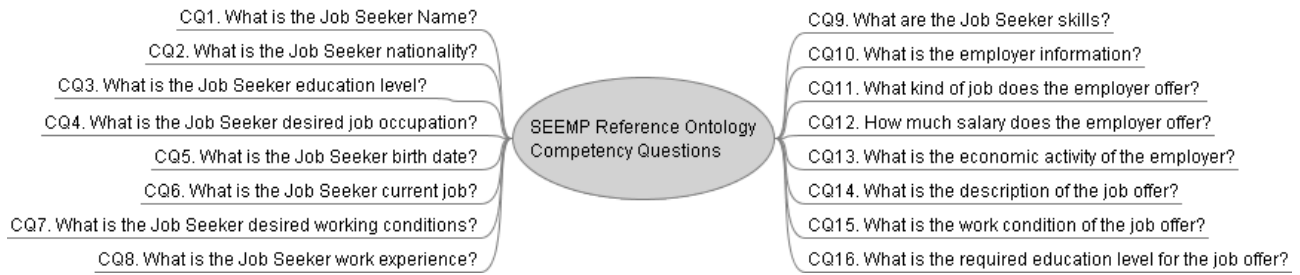 CQ1. What is the Job Seeker Name?
CQ2. What is the Job Seeker nationality?
CQ3. What is the Job Seeker education level?
CQ4. What is the Job Seeker desired job occupation?
CQ5. What is the Job Seeker birth date?
CQ6. What is the Job Seeker current job?
CQ7. What is the Job Seeker desired working conditions?
CQ8. What is the Job Seeker work experience?
SEEMP Reference Ontology
Competency Questions
CQ9. What are the Job Seeker skills?
CQ10. What is the employer information?
CQ11. What kind of job does the employer offer?
CQ12. How much salary does the employer offer?
CQ13. What is the economic activity of the employer?
CQ14. What is the description of the job offer?
CQ15. What is the work condition of the job offer?
CQ16. What is the required education level for the job offer?